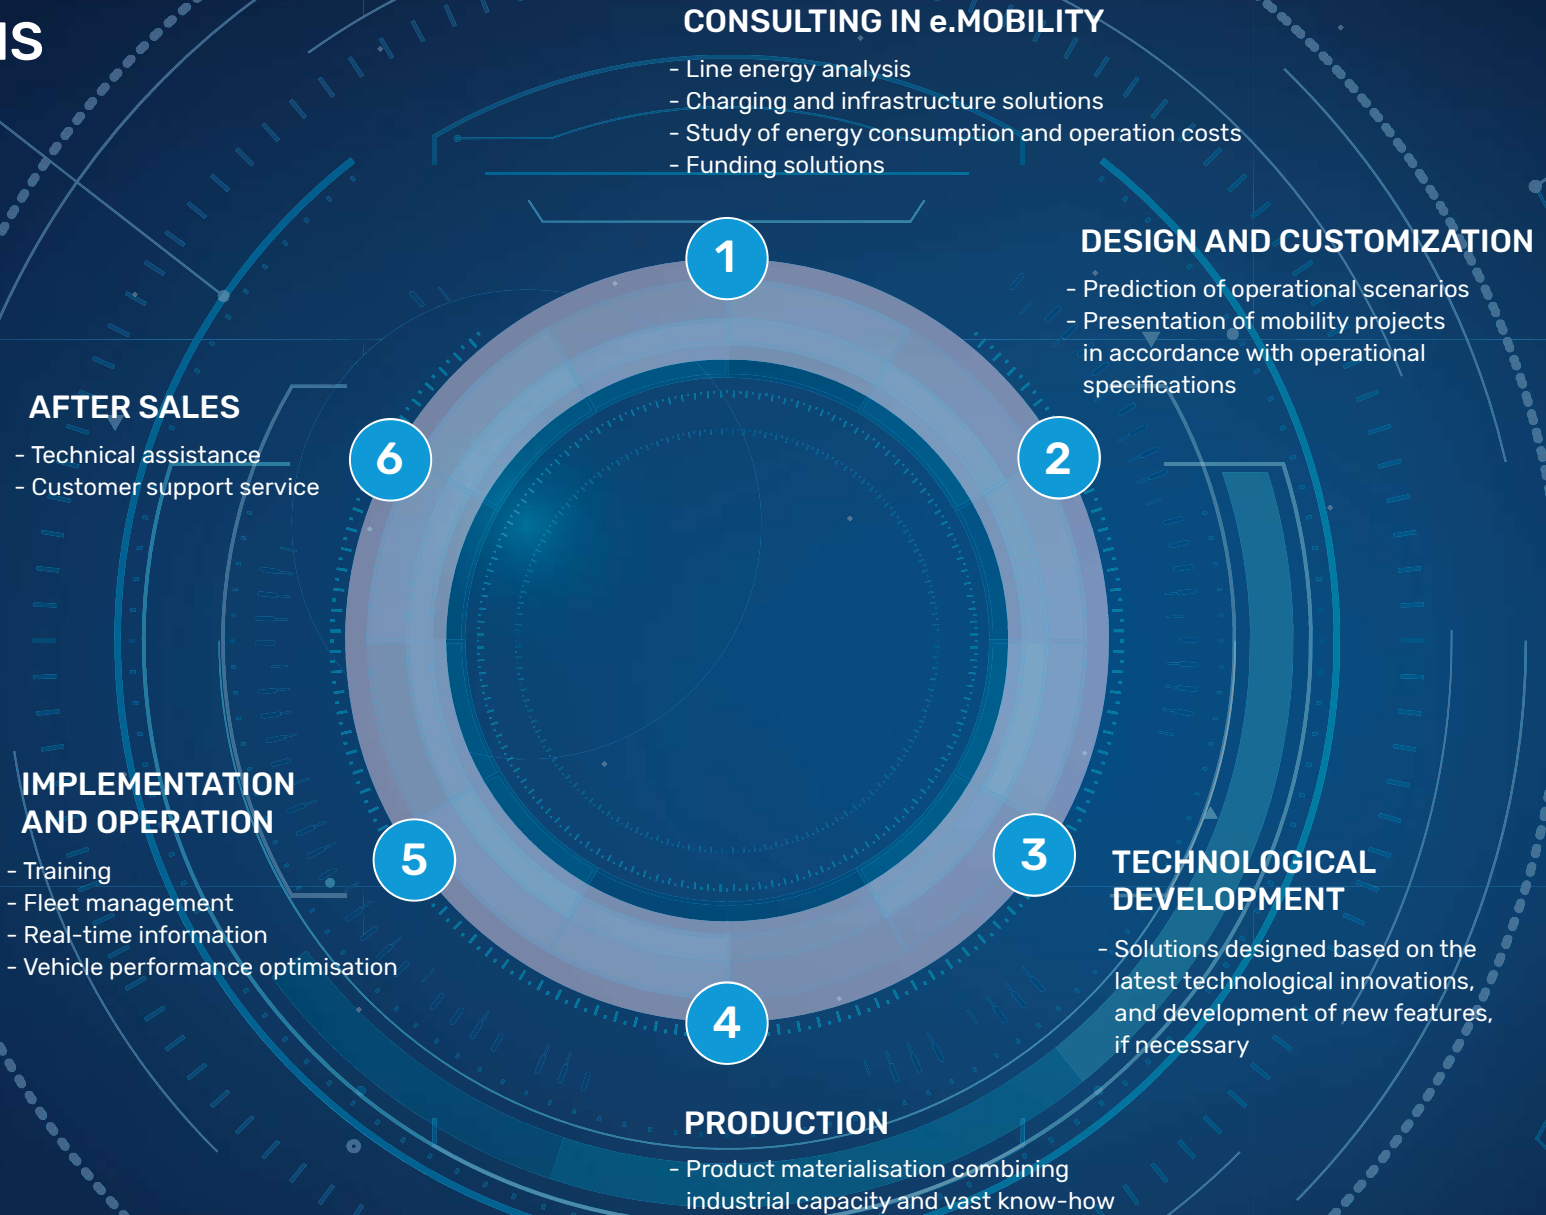 CONSULTING IN e.MOBILITY
- Line energy analysis
- Charging and infrastructure solutions
- Study of energy consumption and operation costs
- Funding solutions
1
DESIGN AND CUSTOMIZATION
- Prediction of operational scenarios
- Presentation of mobility projects
in accordance with operational
specifications
2
TECHNOLOGICAL
DEVELOPMENT
- Solutions designed based on the
latest technological innovations,
and development of new features,
if necessary
3
PRODUCTION
- Product materialisation combining
industrial capacity and vast know-how
4
IMPLEMENTATION
AND OPERATION
- Training
- Fleet management
- Real-time information
- Vehicle performance optimisation
5
AFTER SALES
- Technical assistance
- Customer support service
6